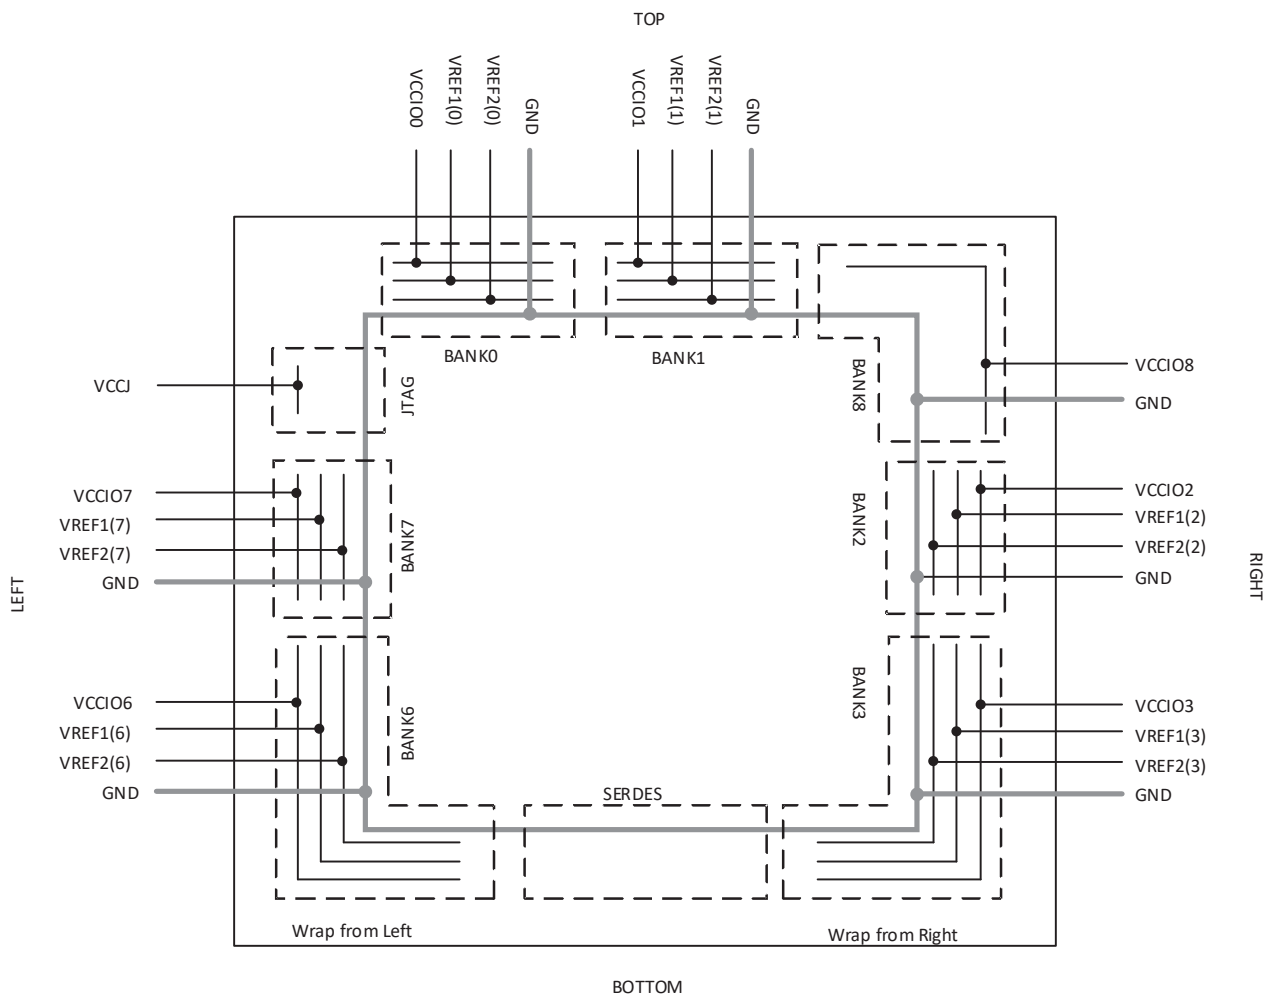 TOP
VCCIO0
VREF1(0)
VREF2(0)
GND
VCCIO1
VREF1(1)
VREF2(1)
GND
BANK0
BANK1
VCCJ
JTAG
BANK8
VCCIO8
GND
VCCIO7
VREF1(7)
VREF2(7)
GND
BANK7
BANK2
VCCIO2
VREF1(2)
VREF2(2)
GND
LEFT
RIGHT
VCCIO6
VREF1(6)
VREF2(6)
GND
BANK6
BANK3
VCCIO3
VREF1(3)
VREF2(3)
GND
SERDES
Wrap from Left
Wrap from Right
BOTTOM